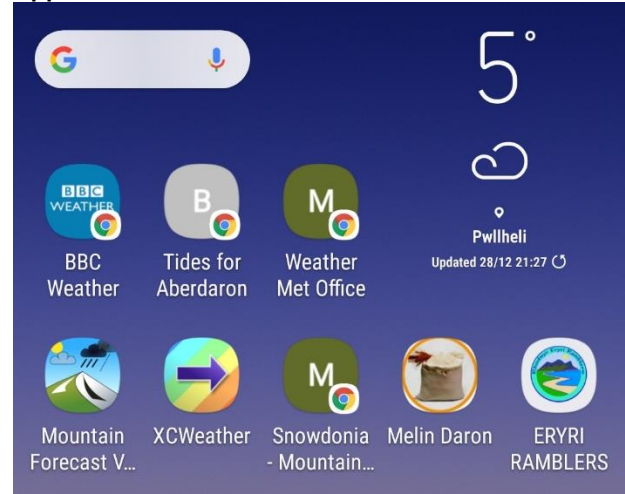 5°
Pwllheli
Updated 28/12 21:27
BBC
WEATHER
B
M
BBC
Weather
Tides for
Aberdaron
Weather
Met Office
M
Mountain
Forecast V...
XCWeather
Snowdonia
- Mountain...
Melin Daron
ERYRI
RAMBLERS